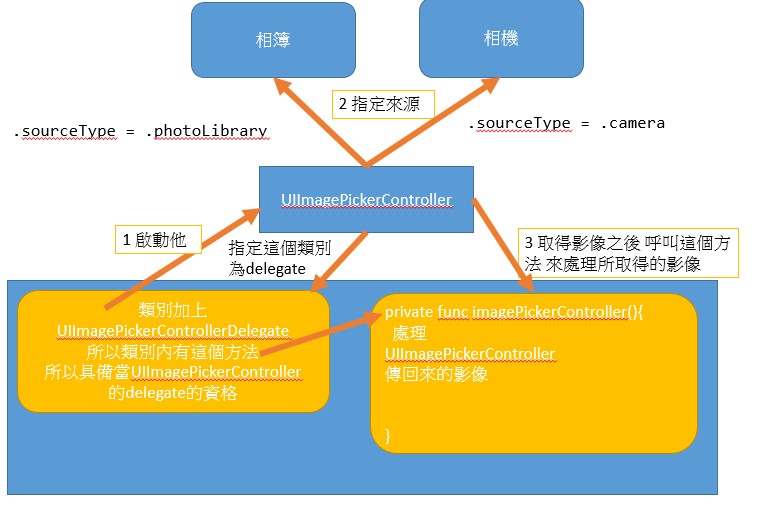 相簿
相機
2 指定來源
.sourceType = .photoLibrary
.sourceType = .camera
UIImagePickerController
1 啟動他
指定這個類別
為delegate
3 取得影像之後 呼叫這個方
法 來處理所取得的影像
類別加上
UIImagePickerControllerDelegate
所以類別內有這個方法
所以具備當UIImagePickerController
的delegate的資格
private func imagePickerController(){
處理
UIImagePickerController
傳回來的影像
}